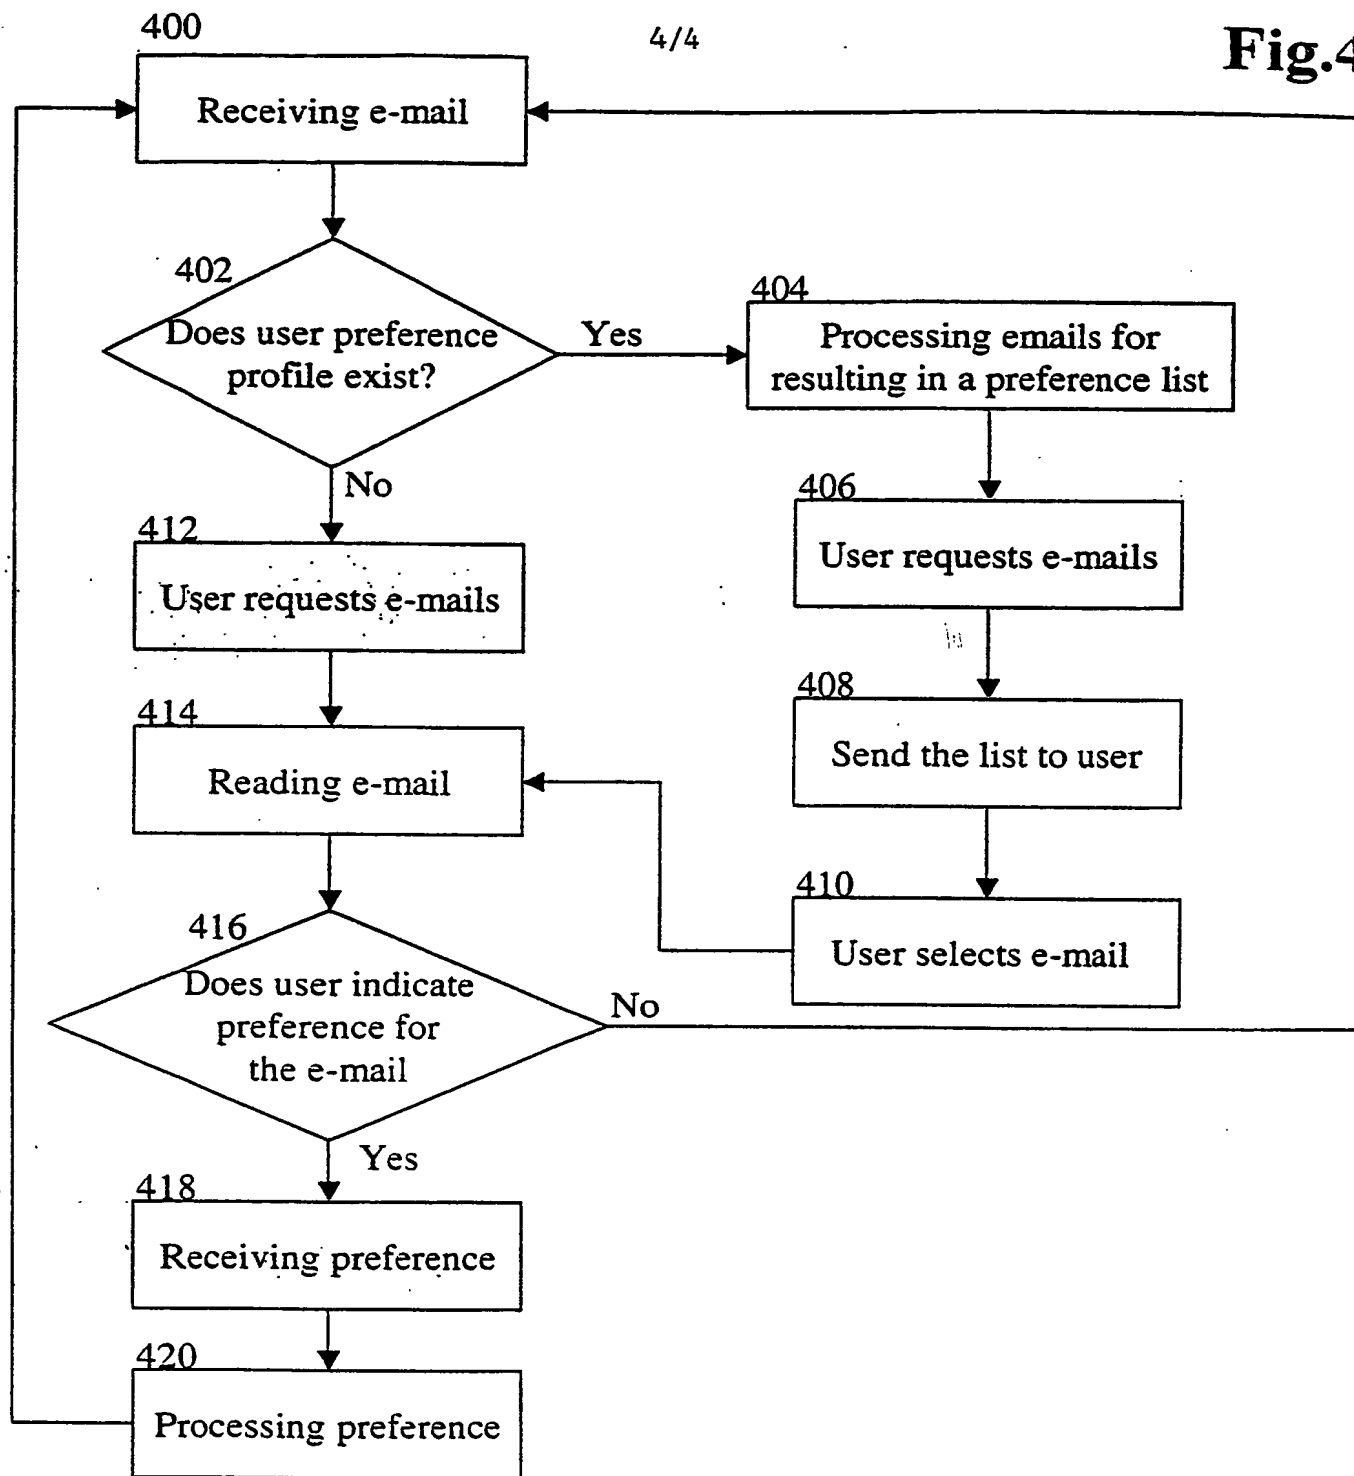 400
4/4
Fig.4
Receiving e-mail
402
Does user preference
profile exist?
Yes
No
404
Processing emails for
resulting in a preference list
406
User requests e-mails
408
Send the list to user
410
User selects e-mail
412
User requests e-mails
414
Reading e-mail
416
Does user indicate
preference for
the e-mail
No
Yes
418
Receiving preference
420
Processing preference